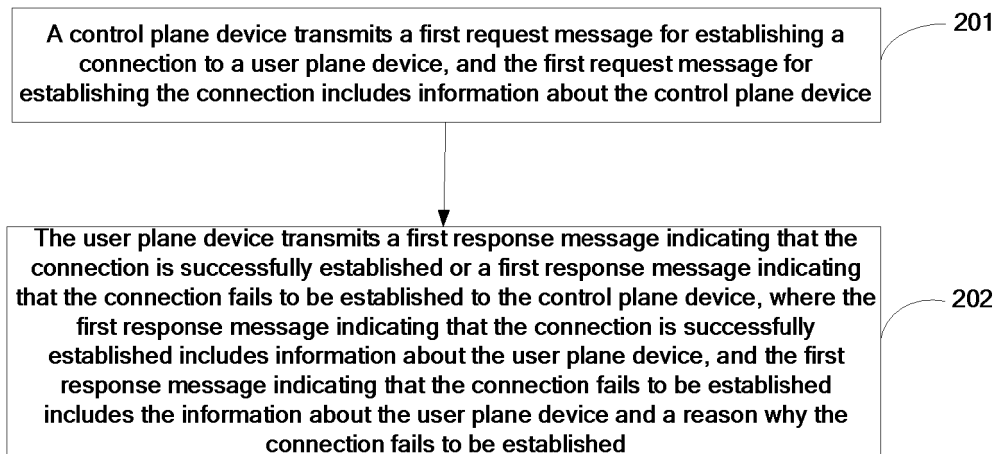 A control plane device transmits a first request message for establishing a
connection to a user plane device, and the first request message for
establishing the connection includes information about the control plane device
201
The user plane device transmits a first response message indicating that the
connection is successfully established or a first response message indicating
that the connection fails to be established to the control plane device, where the
first response message indicating that the connection is successfully
established includes information about the user plane device, and the first
response message indicating that the connection fails to be established
includes the information about the user plane device and a reason why the
connection fails to be established
202